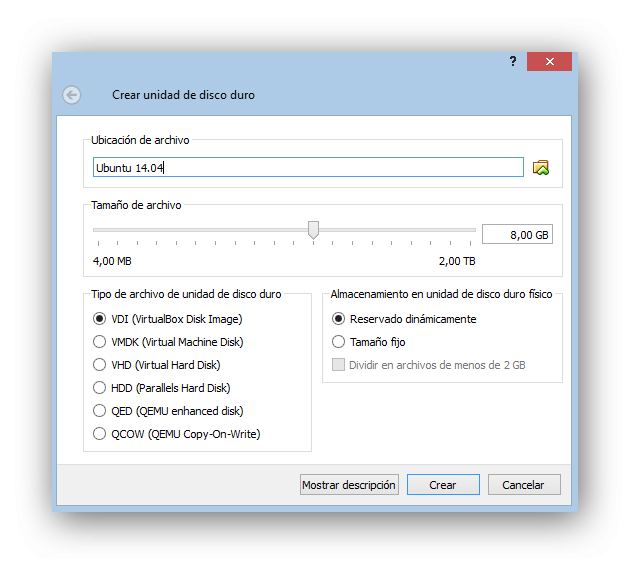 ?
Crear unidad de disco duro
Ubicación de archivo
Ubuntu 14.04
Tamaño de archivo
8,00 GB
4,00 MB 2,00 TB
Tipo de archivo de unidad de disco duro
VDI (VirtualBox Disk Image)
VMDK (Virtual Machine Disk)
VHD (Virtual Hard Disk)
HDD (Parallels Hard Disk)
QED (QEMU enhanced disk)
QCOW (QEMU Copy-On-Write)
Almacenamiento en unidad de disco duro físico
Reservado dinámicamente
Tamaño fijo
Dividir en archivos de menos de 2 GB
Mostrar descripción Crear Cancelar